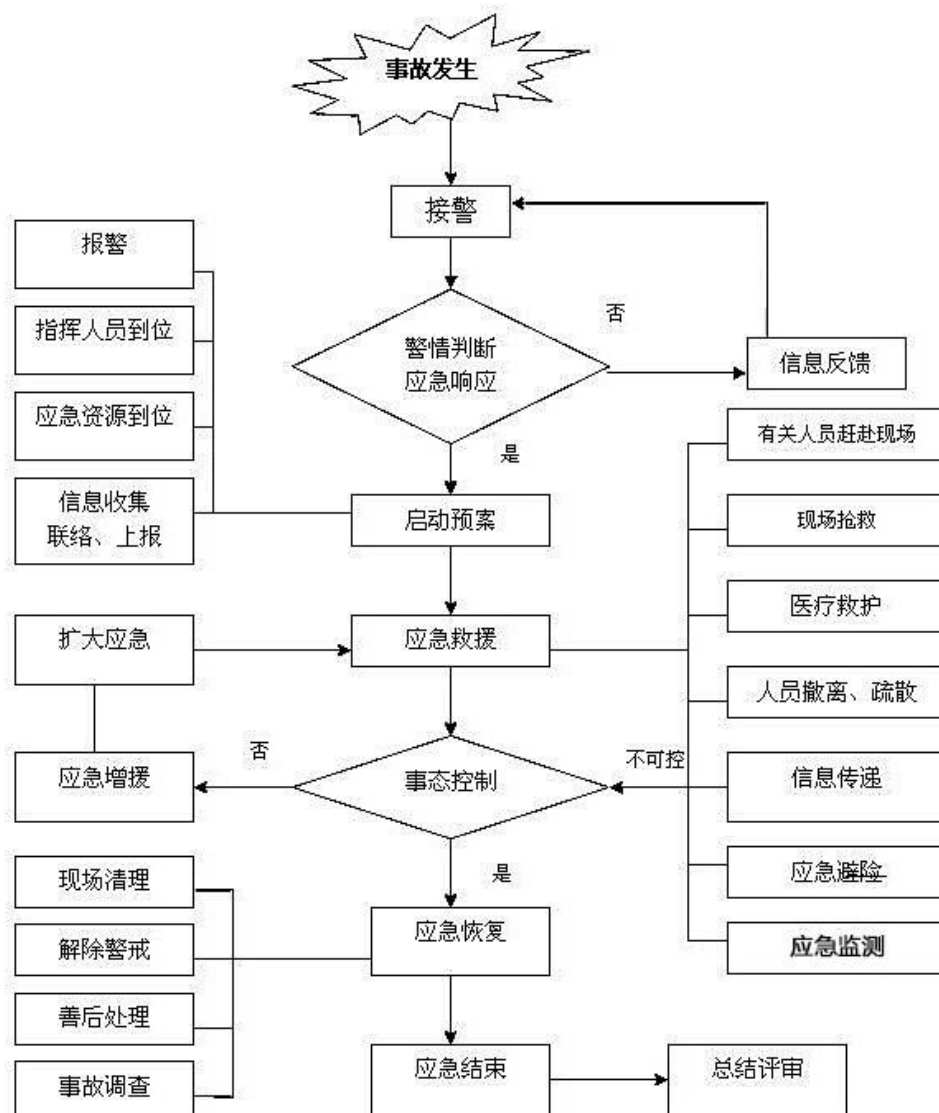 事故发生
接警
报警
否
警情判断
应急响应
指挥人员到位
信息反馈
应急资源到位
有关人员赶赴现场
是
信息收集
联络、上报
启动预案
现场抢救
医疗救护
扩大应急
应急救援
人员撤离、疏散
否
不可控
应急增援
事态控制
信息传递
现场清理
是
应急避险
应急恢复
解除警戒
应急监测
善后处理
应急结束
总结评审
事故调查